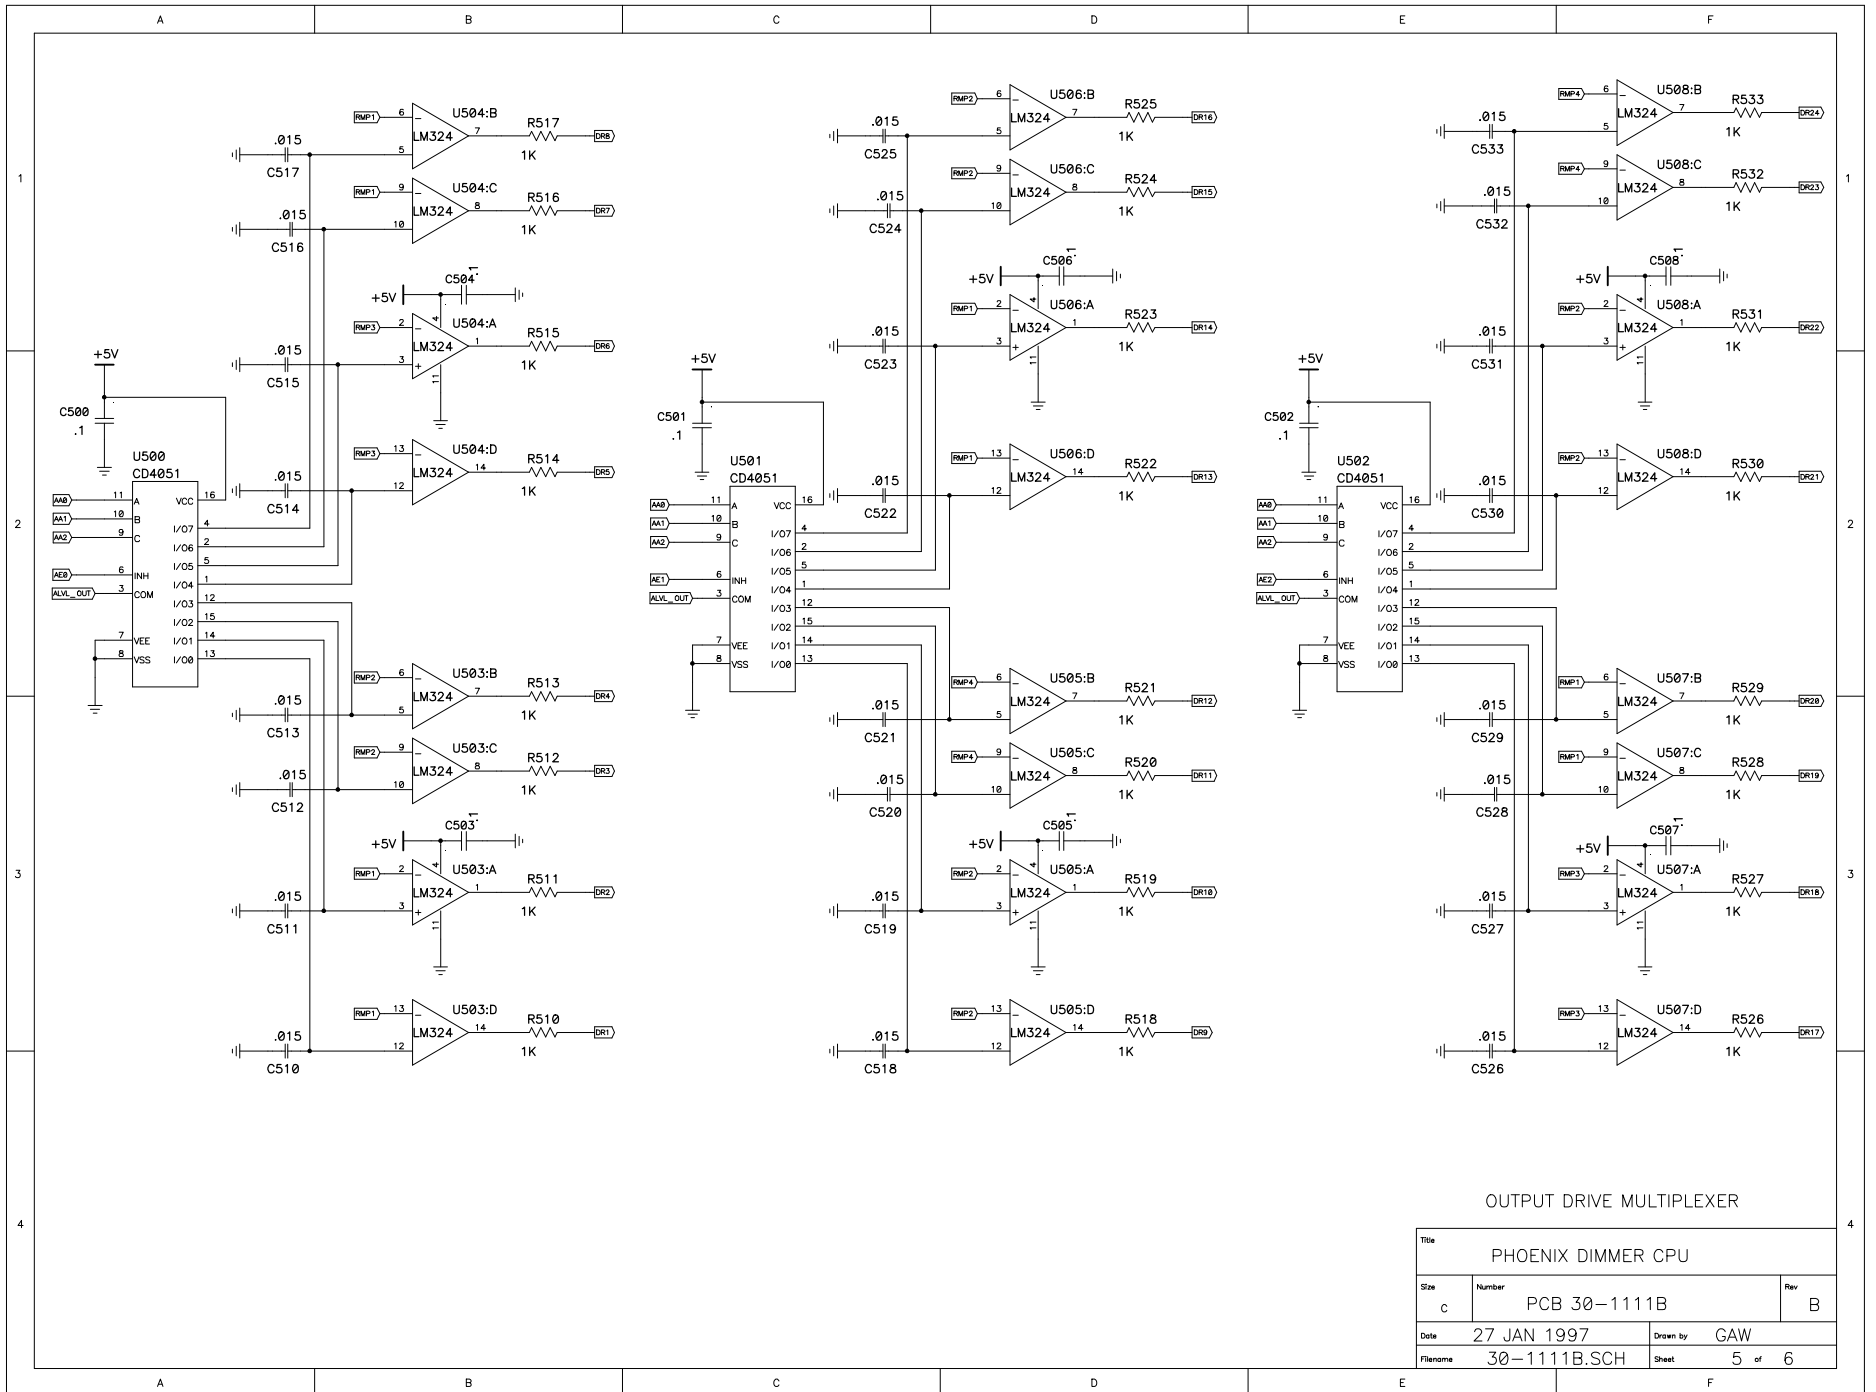 A B C D E F
1
2
3
4
1
2
3
4
A B C D E F
+5V
C500
.1
U500
CD4051
AA0 11 A VCC 16
AA1 10 B
AA2 9 C
I/O7 4
I/O6 2
I/O5 5
I/O4 1
AE0 6 INH
ALVL_OUT 3 COM
I/O3 12
I/O2 15
I/O1 14
I/O0 13
7 VEE
8 VSS
RMP1 6 − U504:B
LM324 7 R517 1K DR8
.015 C517 5
RMP1 9 − U504:C
LM324 8 R516 1K DR7
.015 C516 10
+5V C504 .1
RMP3 2 − 4 U504:A
LM324 1 R515 1K DR6
.015 C515 3 + 11
RMP3 13 − U504:D
LM324 14 R514 1K DR5
.015 C514 12
RMP2 6 − U503:B
LM324 7 R513 1K DR4
.015 C513 5
RMP2 9 − U503:C
LM324 8 R512 1K DR3
.015 C512 10
+5V C503 .1
RMP1 2 − 4 U503:A
LM324 1 R511 1K DR2
.015 C511 3 + 11
RMP1 13 − U503:D
LM324 14 R510 1K DR1
.015 C510 12
+5V
C501
.1
U501
CD4051
AA0 11 A VCC 16
AA1 10 B
AA2 9 C
I/O7 4
I/O6 2
I/O5 5
I/O4 1
AE1 6 INH
ALVL_OUT 3 COM
I/O3 12
I/O2 15
I/O1 14
I/O0 13
7 VEE
8 VSS
RMP2 6 − U506:B
LM324 7 R525 1K DR16
.015 C525 5
RMP2 9 − U506:C
LM324 8 R524 1K DR15
.015 C524 10
+5V C506 .1
RMP1 2 − 4 U506:A
LM324 1 R523 1K DR14
.015 C523 3 + 11
RMP1 13 − U506:D
LM324 14 R522 1K DR13
.015 C522 12
RMP4 6 − U505:B
LM324 7 R521 1K DR12
.015 C521 5
RMP4 9 − U505:C
LM324 8 R520 1K DR11
.015 C520 10
+5V C505 .1
RMP2 2 − 4 U505:A
LM324 1 R519 1K DR10
.015 C519 3 + 11
RMP2 13 − U505:D
LM324 14 R518 1K DR9
.015 C518 12
+5V
C502
.1
U502
CD4051
AA0 11 A VCC 16
AA1 10 B
AA2 9 C
I/O7 4
I/O6 2
I/O5 5
I/O4 1
AE2 6 INH
ALVL_OUT 3 COM
I/O3 12
I/O2 15
I/O1 14
I/O0 13
7 VEE
8 VSS
RMP4 6 − U508:B
LM324 7 R533 1K DR24
.015 C533 5
RMP4 9 − U508:C
LM324 8 R532 1K DR23
.015 C532 10
+5V C508 .1
RMP2 2 − 4 U508:A
LM324 1 R531 1K DR22
.015 C531 3 + 11
RMP2 13 − U508:D
LM324 14 R530 1K DR21
.015 C530 12
RMP1 6 − U507:B
LM324 7 R529 1K DR20
.015 C529 5
RMP1 9 − U507:C
LM324 8 R528 1K DR19
.015 C528 10
+5V C507 .1
RMP3 2 − 4 U507:A
LM324 1 R527 1K DR18
.015 C527 3 + 11
RMP3 13 − U507:D
LM324 14 R526 1K DR17
.015 C526 12
OUTPUT DRIVE MULTIPLEXER
Title
PHOENIX DIMMER CPU
Size Number Rev
C PCB 30-1111B B
Date 27 JAN 1997 Drawn by GAW
Filename 30-1111B.SCH Sheet 5 of 6